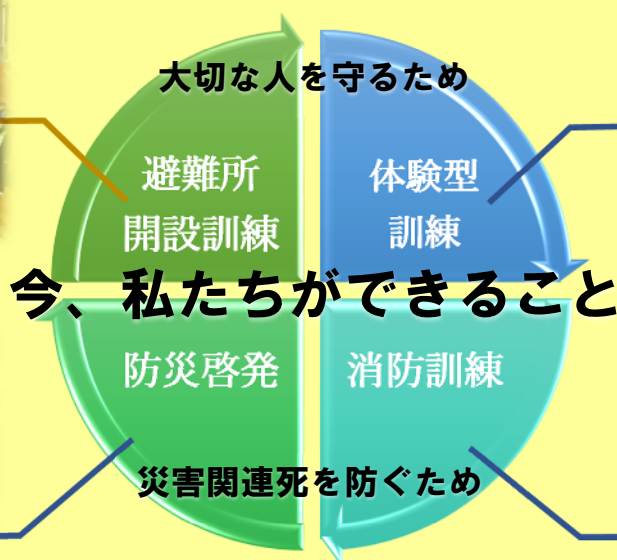 大切な人を守るため
避難所
開設訓練
体験型
訓練
今、私たちができること
防災啓発
消防訓練
災害関連死を防ぐため